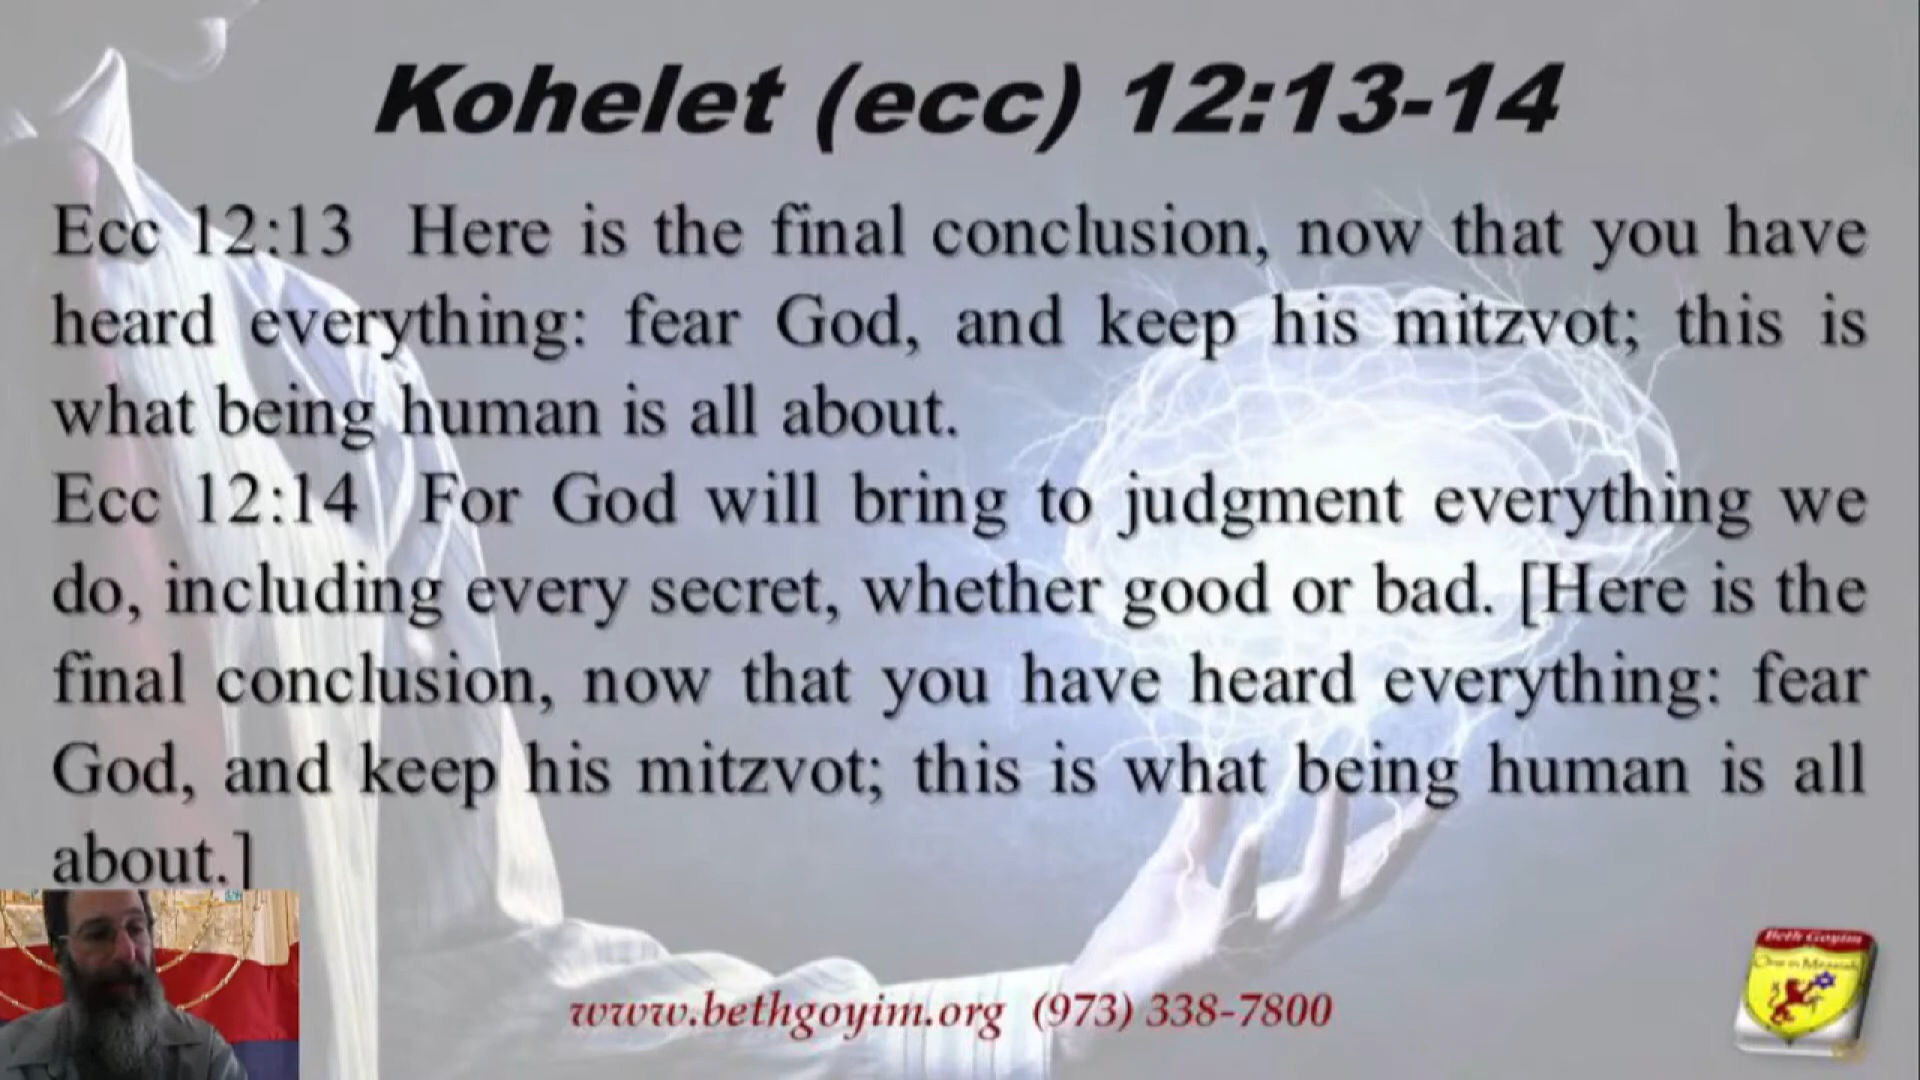 Kohelet (ecc) 12:13-14
Ecc 12:13 Here is the final conclusion, now that you have
heard everything: fear God, and keep his mitzvot; this is
what being human is all about.
Ecc 12:14 For God will bring to judgment everything we
do, including every secret, whether good or bad. [Here is the
final conclusion, now that you have heard everything: fear
God, and keep his mitzvot; this is what being human is all
about.]
www.bethgoyim.org (973) 338-7800
Beth Goyim
One in Messiah